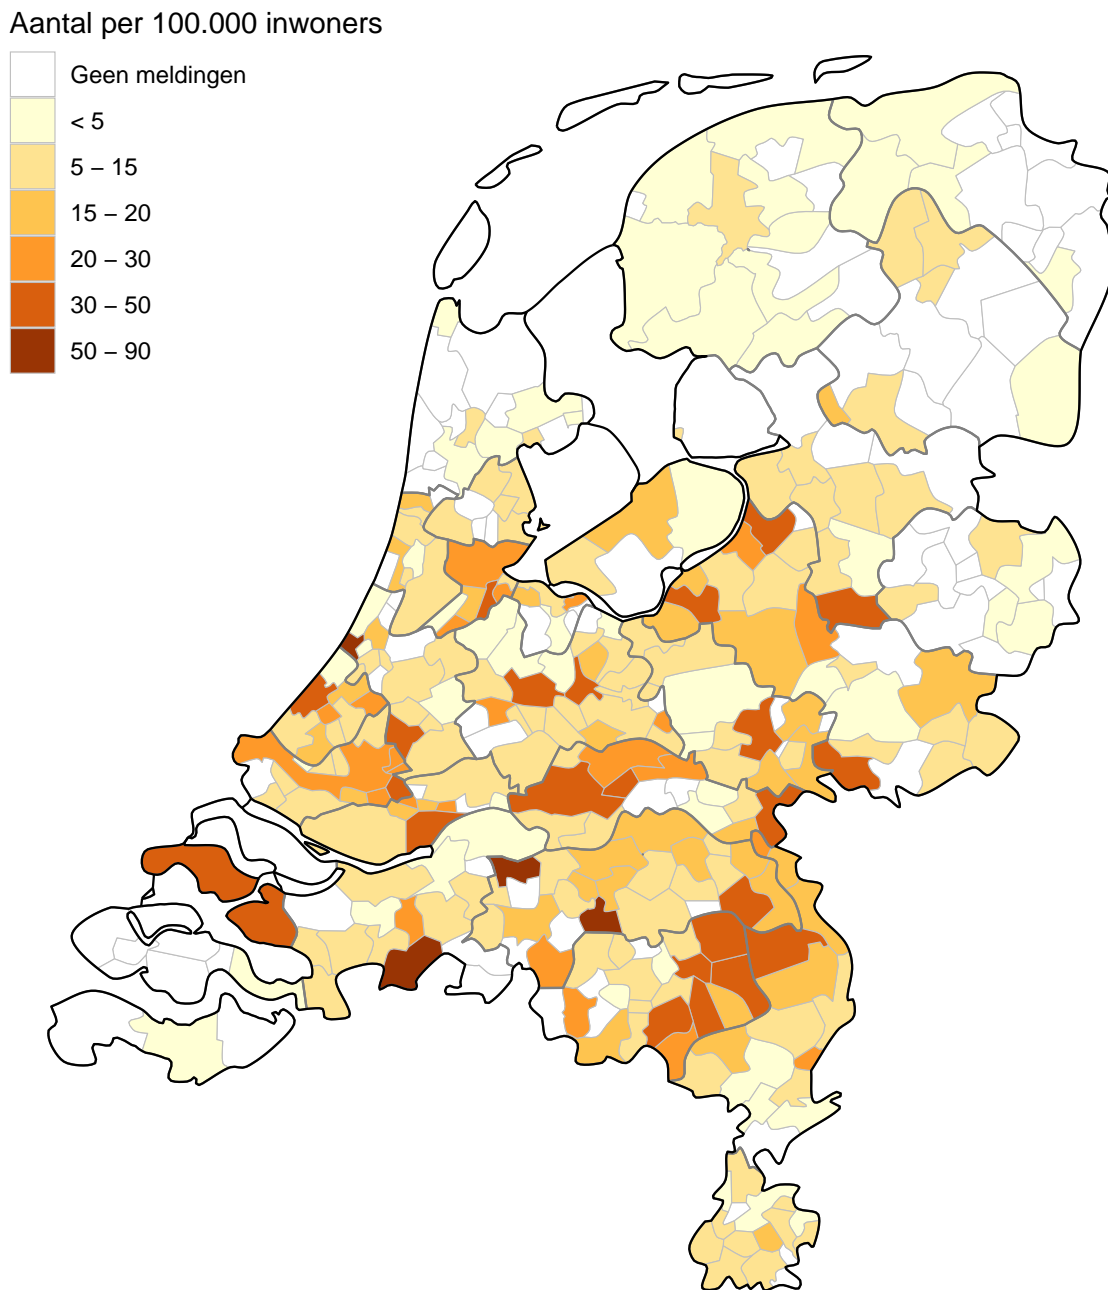 Aantal per 100.000 inwoners
Geen meldingen
< 5
5 – 15
15 – 20
20 – 30
30 – 50
50 – 90